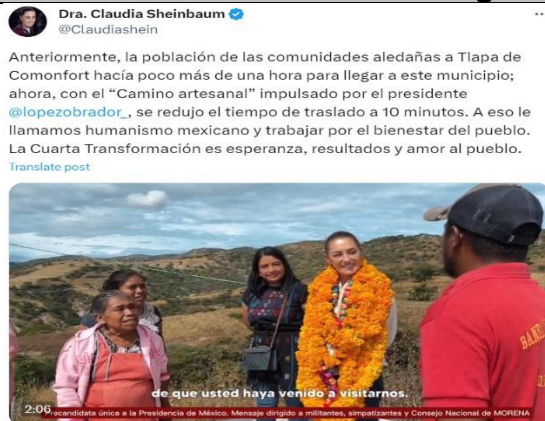 Dra. Claudia Sheinbaum
@Claudiashein
Anteriormente, la población de las comunidades aledañas a Tlapa de
Comonfort hacía poco más de una hora para llegar a este municipio;
ahora, con el “Camino artesanal” impulsado por el presidente
@lopezobrador_, se redujo el tiempo de traslado a 10 minutos. A eso le
llamamos humanismo mexicano y trabajar por el bienestar del pueblo.
La Cuarta Transformación es esperanza, resultados y amor al pueblo.
Translate post
de que usted haya venido a visitarnos.
2:06 Precandidata única a la Presidencia de México. Mensaje dirigido a militantes, simpatizantes y Consejo Nacional de MORENA